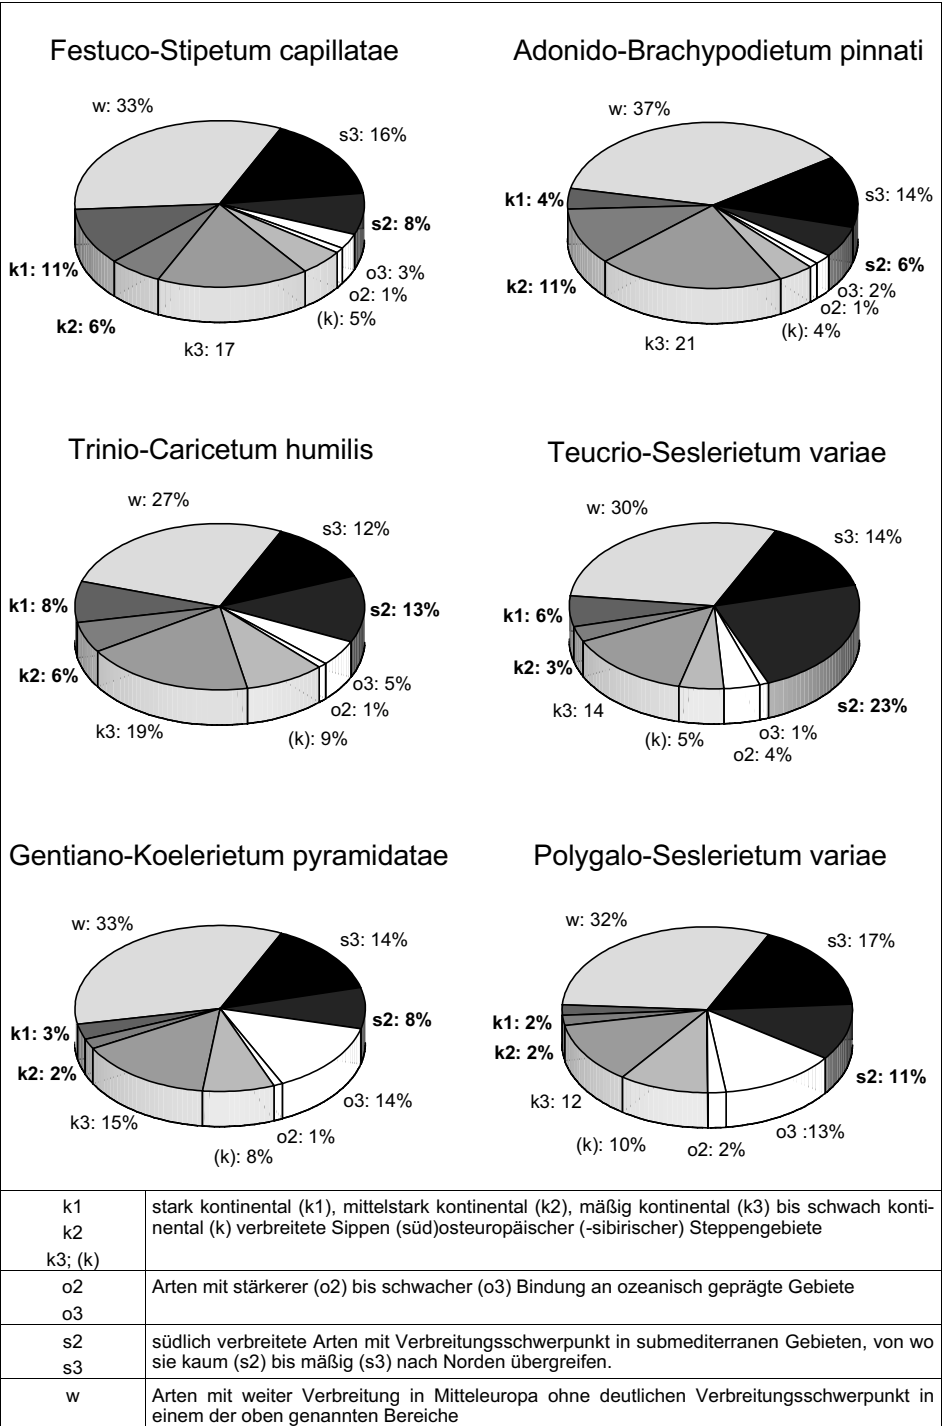 Festuco-Stipetum capillatae
w: 33%
s3: 16%
s2: 8%
o3: 3%
o2: 1%
(k): 5%
k3: 17
k2: 6%
k1: 11%
Adonido-Brachypodietum pinnati
w: 37%
s3: 14%
s2: 6%
o3: 2%
o2: 1%
(k): 4%
k3: 21
k2: 11%
k1: 4%
Trinio-Caricetum humilis
w: 27%
s3: 12%
s2: 13%
o3: 5%
o2: 1%
(k): 9%
k3: 19%
k2: 6%
k1: 8%
Teucrio-Seslerietum variae
w: 30%
s3: 14%
s2: 23%
o3: 1%
o2: 4%
(k): 5%
k3: 14
k2: 3%
k1: 6%
Gentiano-Koelerietum pyramidatae
w: 33%
s3: 14%
s2: 8%
o3: 14%
o2: 1%
(k): 8%
k3: 15%
k2: 2%
k1: 3%
Polygalo-Seslerietum variae
w: 32%
s3: 17%
s2: 11%
o3 :13%
o2: 2%
(k): 10%
k3: 12
k2: 2%
k1: 2%
k1
k2
k3; (k)
stark kontinental (k1), mittelstark kontinental (k2), mäßig kontinental (k3) bis schwach konti-
nental (k) verbreitete Sippen (süd)osteuropäischer (-sibirischer) Steppengebiete
o2
o3
Arten mit stärkerer (o2) bis schwacher (o3) Bindung an ozeanisch geprägte Gebiete
s2
s3
südlich verbreitete Arten mit Verbreitungsschwerpunkt in submediterranen Gebieten, von wo
sie kaum (s2) bis mäßig (s3) nach Norden übergreifen.
w
Arten mit weiter Verbreitung in Mitteleuropa ohne deutlichen Verbreitungsschwerpunkt in
einem der oben genannten Bereiche